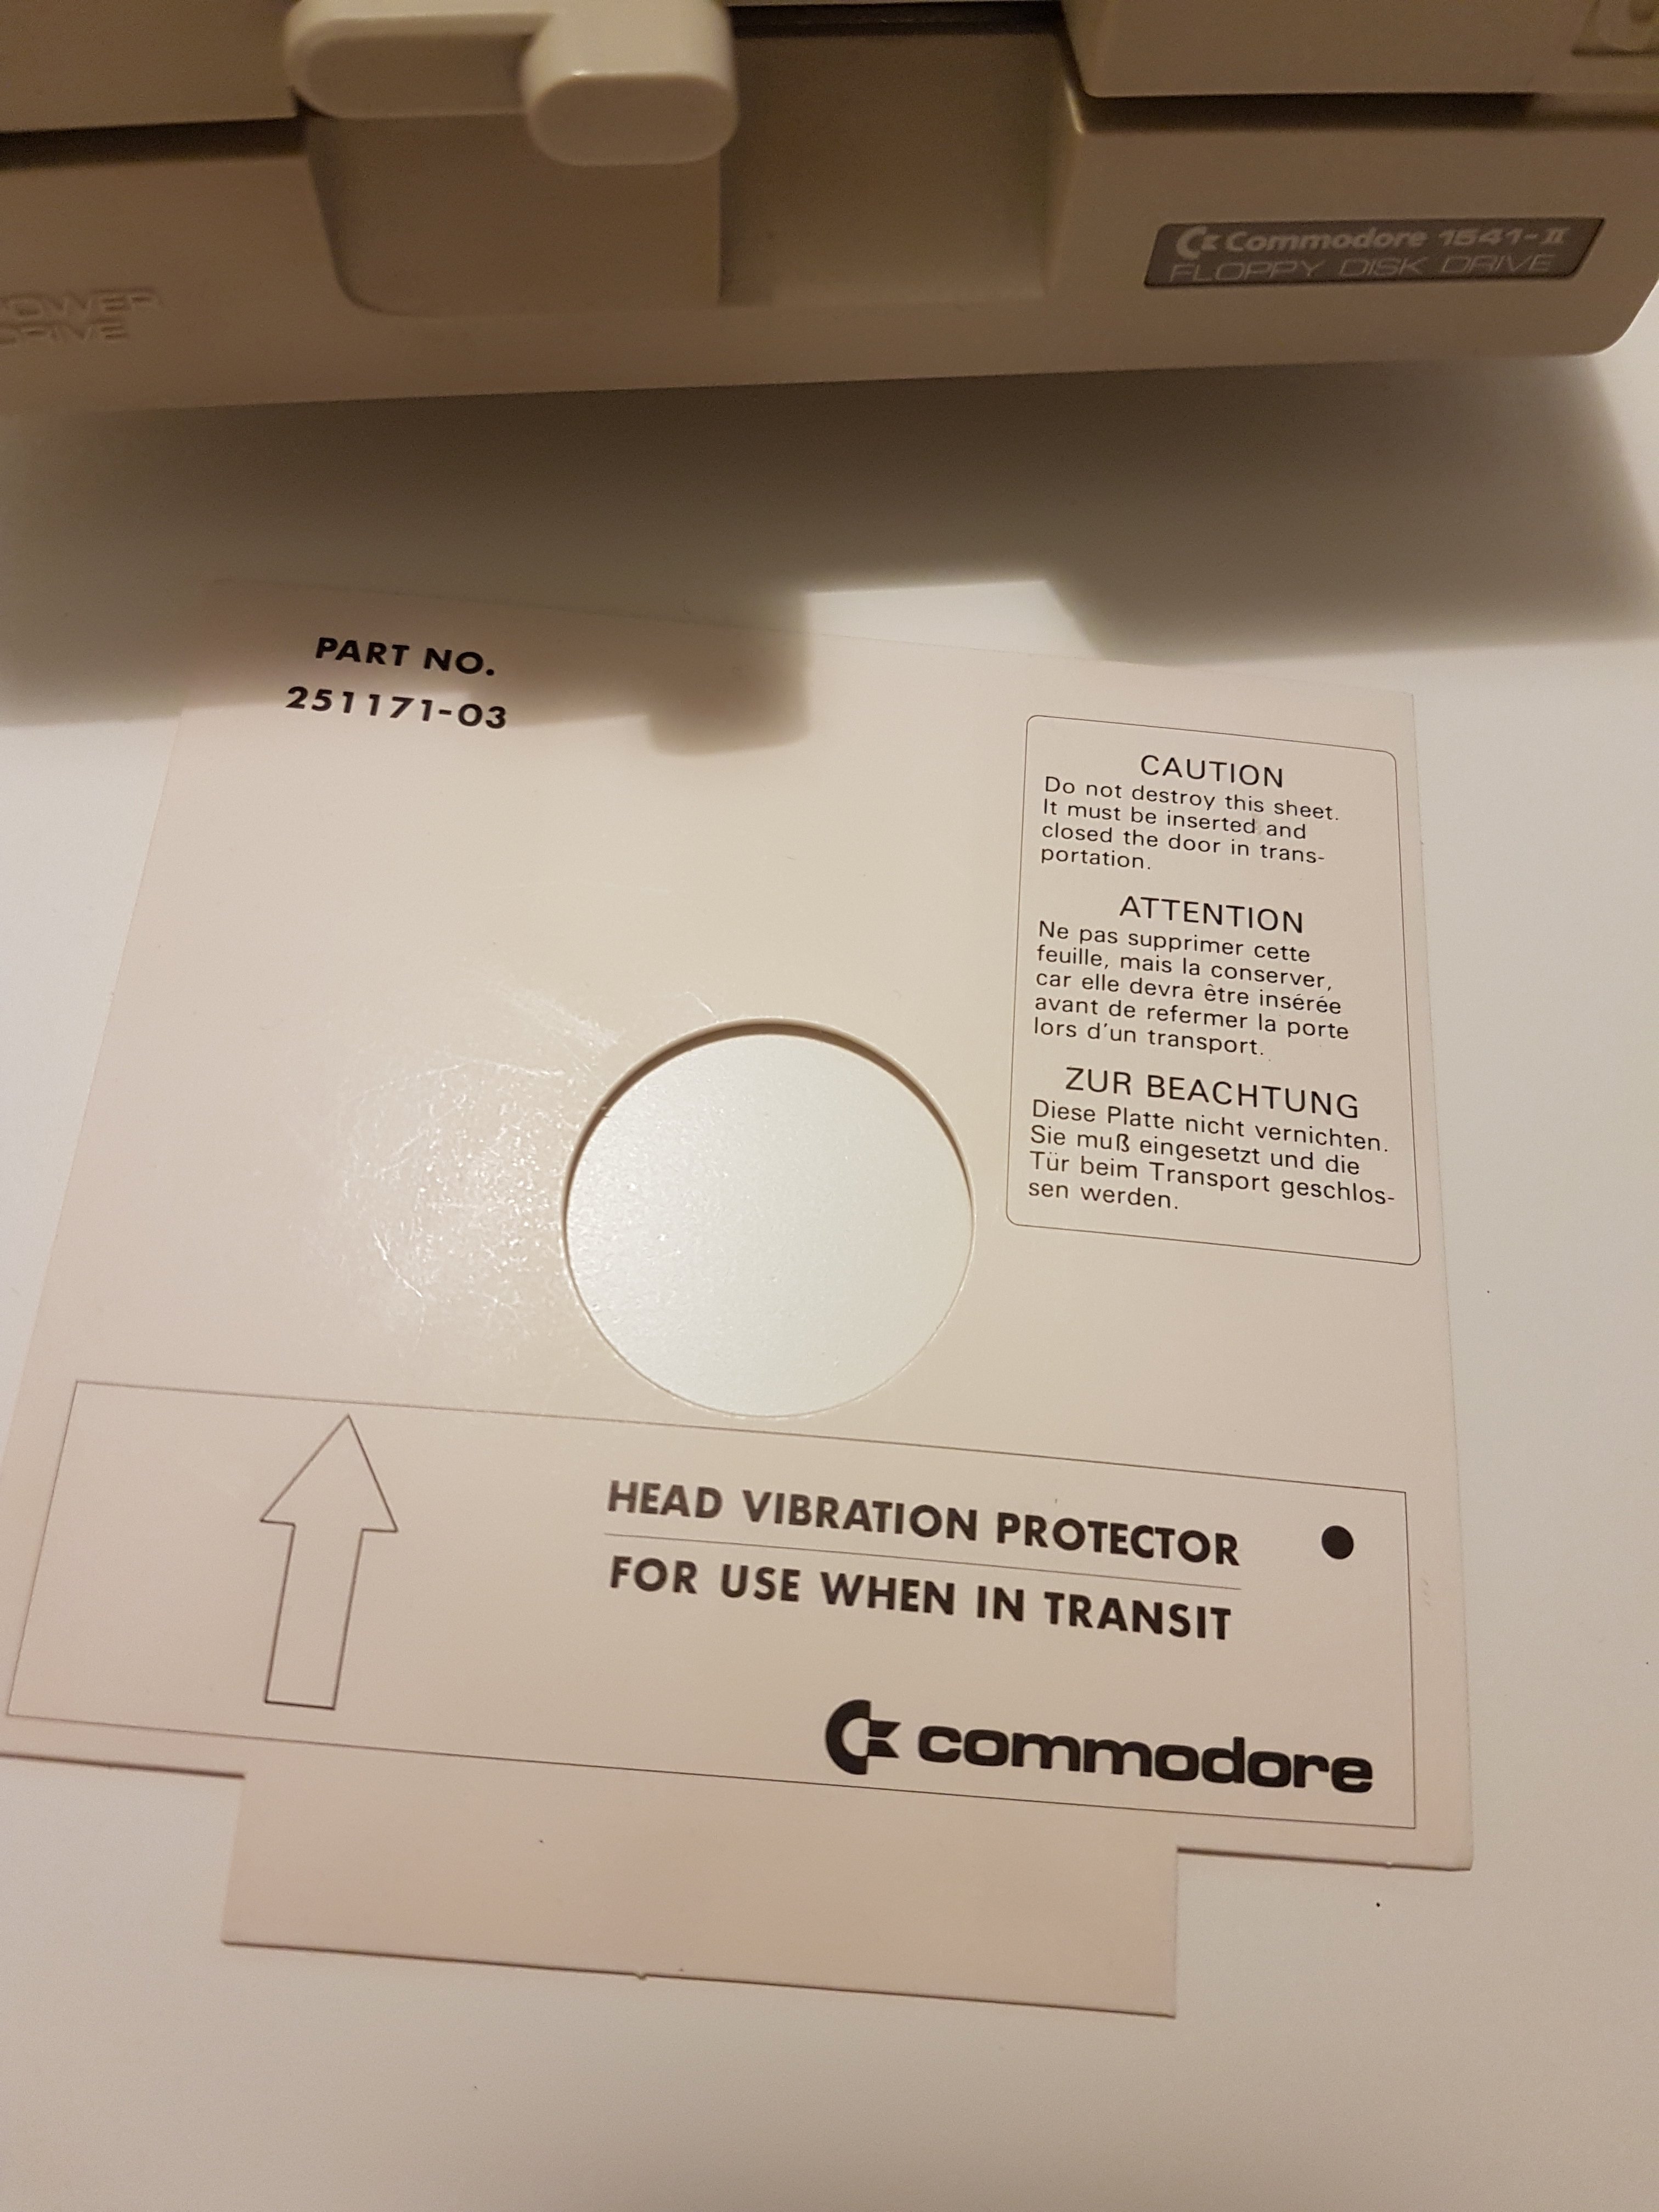 Commodore 1541-II
FLOPPY DISK DRIVE
POWER
DRIVE
PART NO.
251171-03
CAUTION
Do not destroy this sheet.
It must be inserted and
closed the door in trans-
portation.
ATTENTION
Ne pas supprimer cette
feuille, mais la conserver,
car elle devra être insérée
avant de refermer la porte
lors d'un transport.
ZUR BEACHTUNG
Diese Platte nicht vernichten.
Sie muß eingesetzt und die
Tür beim Transport geschlos-
sen werden.
HEAD VIBRATION PROTECTOR
FOR USE WHEN IN TRANSIT
commodore